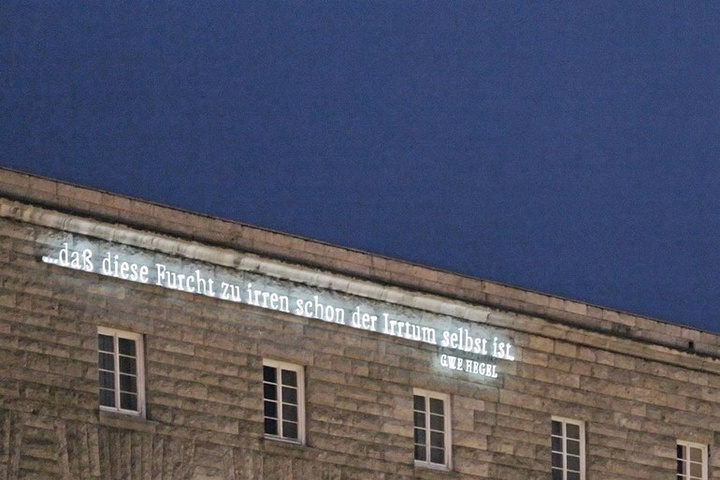 ...daß diese Furcht zu irren schon der Irrtum selbst ist.
G.W.F. HEGEL